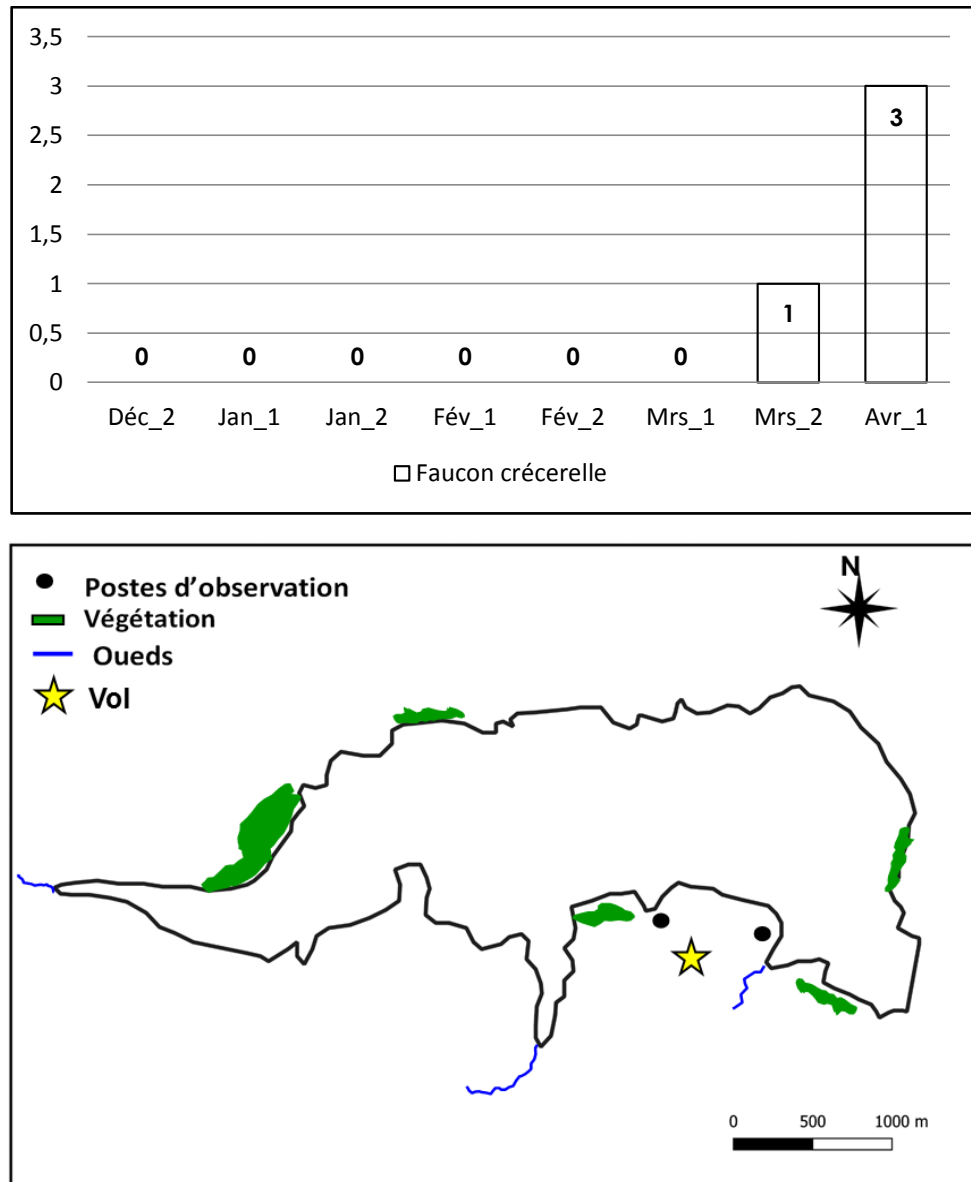 3,5
3
2,5
2
1,5
1
0,5
0
3
1
0 0 0 0 0 0
Déc_2 Jan_1 Jan_2 Fév_1 Fév_2 Mrs_1 Mrs_2 Avr_1
Faucon crécerelle
Postes d'observation
Végétation
Oueds
Vol
N
0 500 1000 m